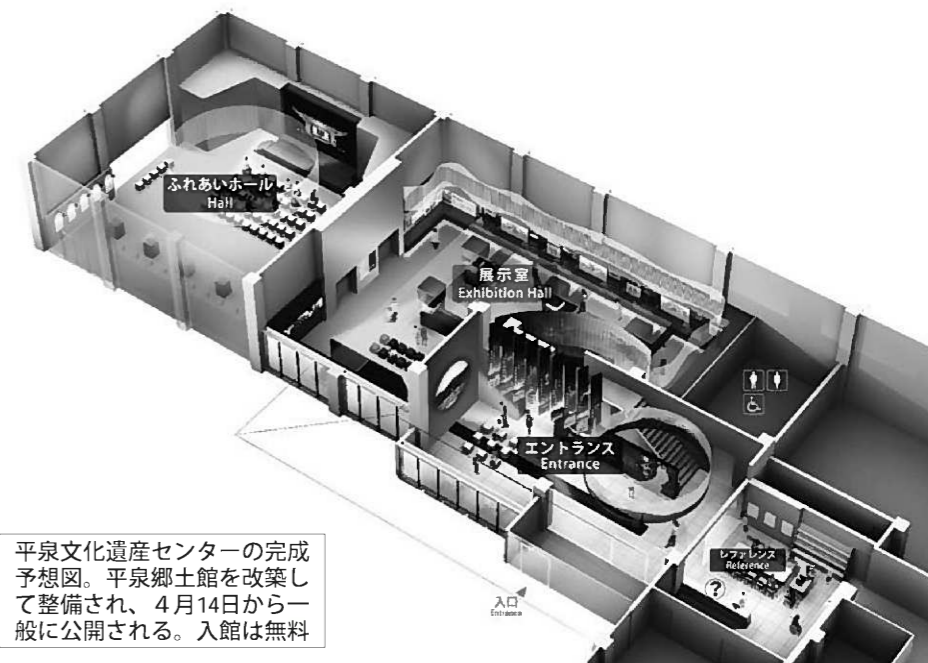 ふれあいホール
Hall
展示室
Exhibition Hall
エントランス
Entrance
レファレンス
Reference
?
入口
Entrance
平泉文化遺産センターの完成
予想図。平泉郷土館を改築し
て整備され、4月14日から一
般に公開される。入館は無料